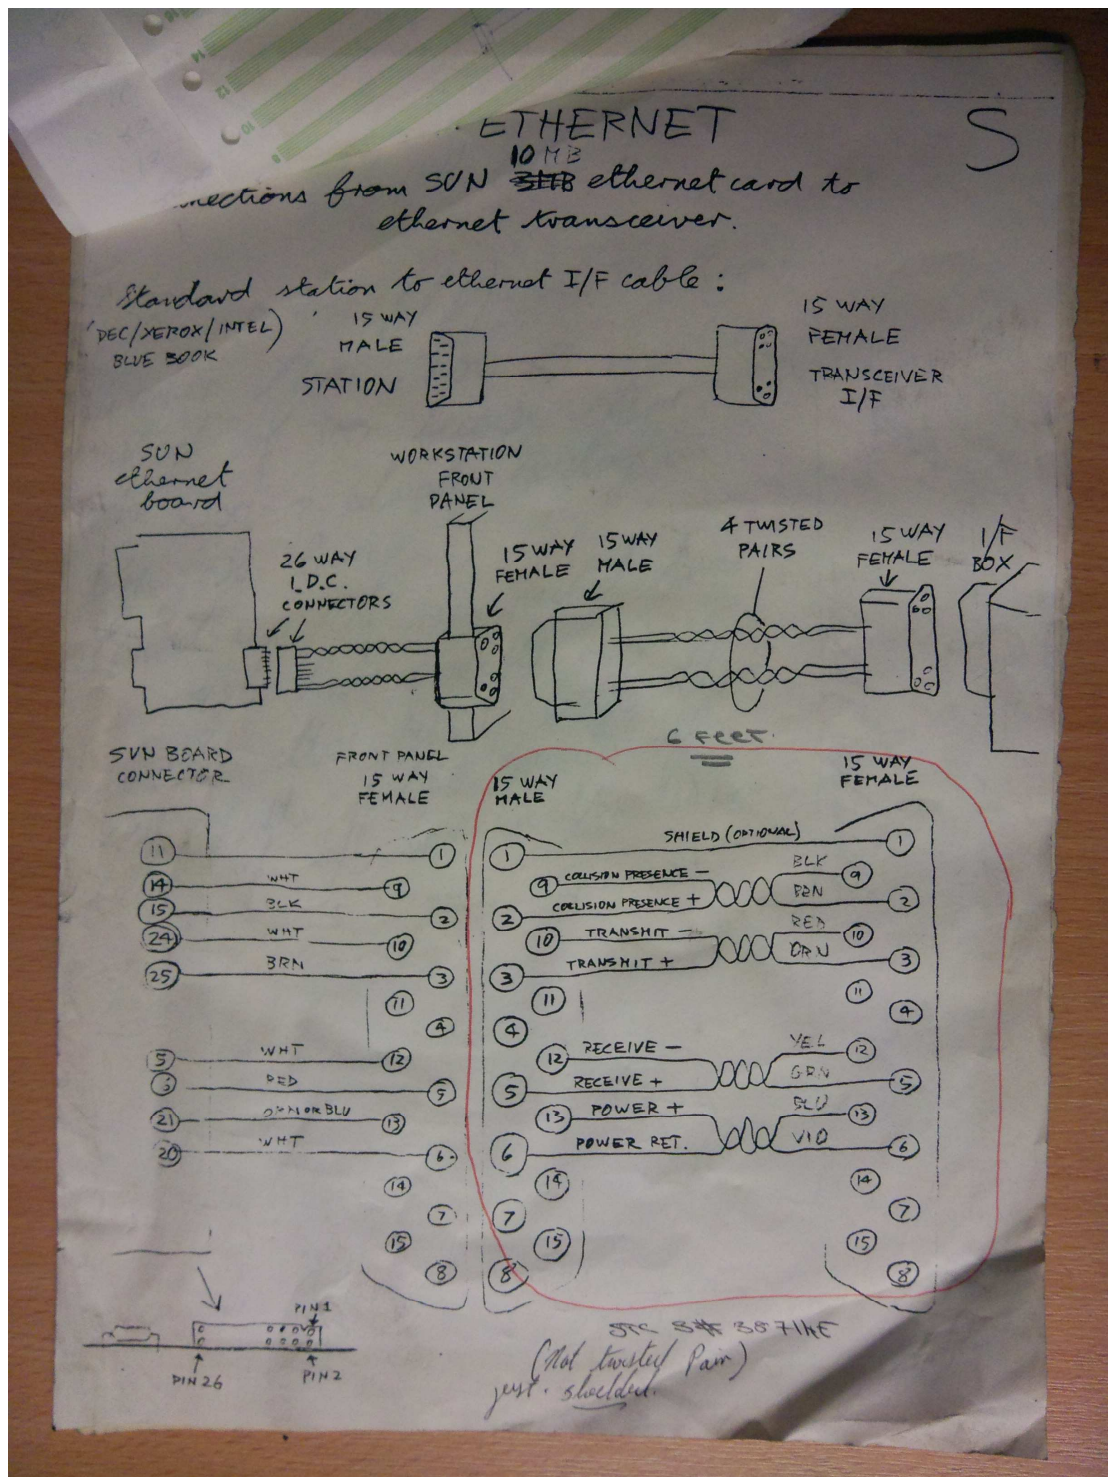 ETHERNET
S
10 MB
from SUN 3MB ethernet card to
ethernet transceiver.
Standard station to ethernet I/F cable :
(DEC/XEROX/INTEL)
BLUE BOOK
15 WAY
MALE
STATION
15 WAY
FEMALE
TRANSCEIVER
I/F
SUN
ethernet
board
26 WAY
I.D.C.
CONNECTORS
WORKSTATION
FRONT
PANEL
15 WAY
FEMALE
15 WAY
MALE
4 TWISTED
PAIRS
15 WAY
FEMALE
I/F
BOX
6 FEET.
SUN BOARD
CONNECTOR
FRONT PANEL
15 WAY
FEMALE
15 WAY
MALE
15 WAY
FEMALE
11 1 1 SHIELD (OPTIONAL) 1
14 WHT 9 9 COLLISION PRESENCE - BLK 9
15 BLK 2 2 COLLISION PRESENCE + BRN 2
24 WHT 10 10 TRANSMIT - RED 10
25 BRN 3 3 TRANSMIT + ORN 3
11 11 11
4 4 4
5 WHT 12 12 RECEIVE - YEL 12
3 RED 5 5 RECEIVE + GRN 5
21 ORN OR BLU 13 13 POWER + BLU 13
20 WHT 6 6 POWER RET. VIO 6
14 14 14
7 7 7
15 15 15
8 8 8
PIN 1
PIN 26
PIN 2
(Not twisted Pair)
just shielded.